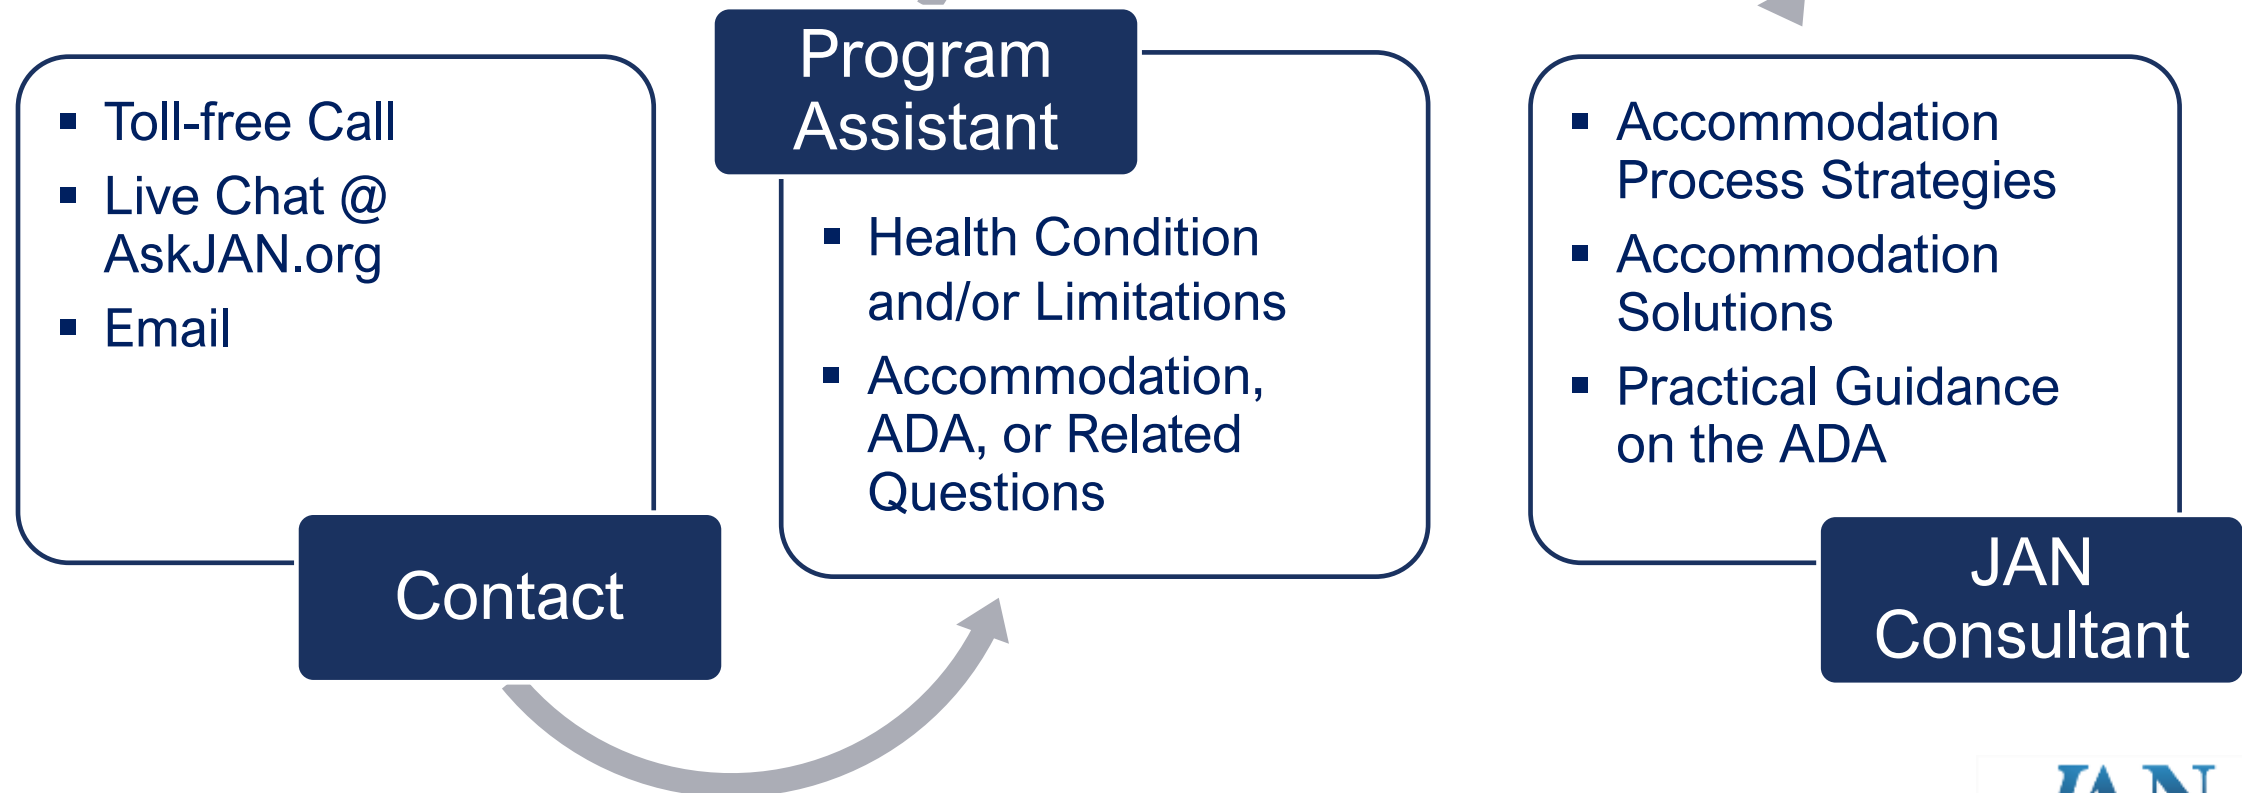 Toll-free Call
Live Chat @
AskJAN.org
Email
Contact
Program
Assistant
Health Condition
and/or Limitations
Accommodation,
ADA, or Related
Questions
Accommodation
Process Strategies
Accommodation
Solutions
Practical Guidance
on the ADA
JAN
Consultant
JAN